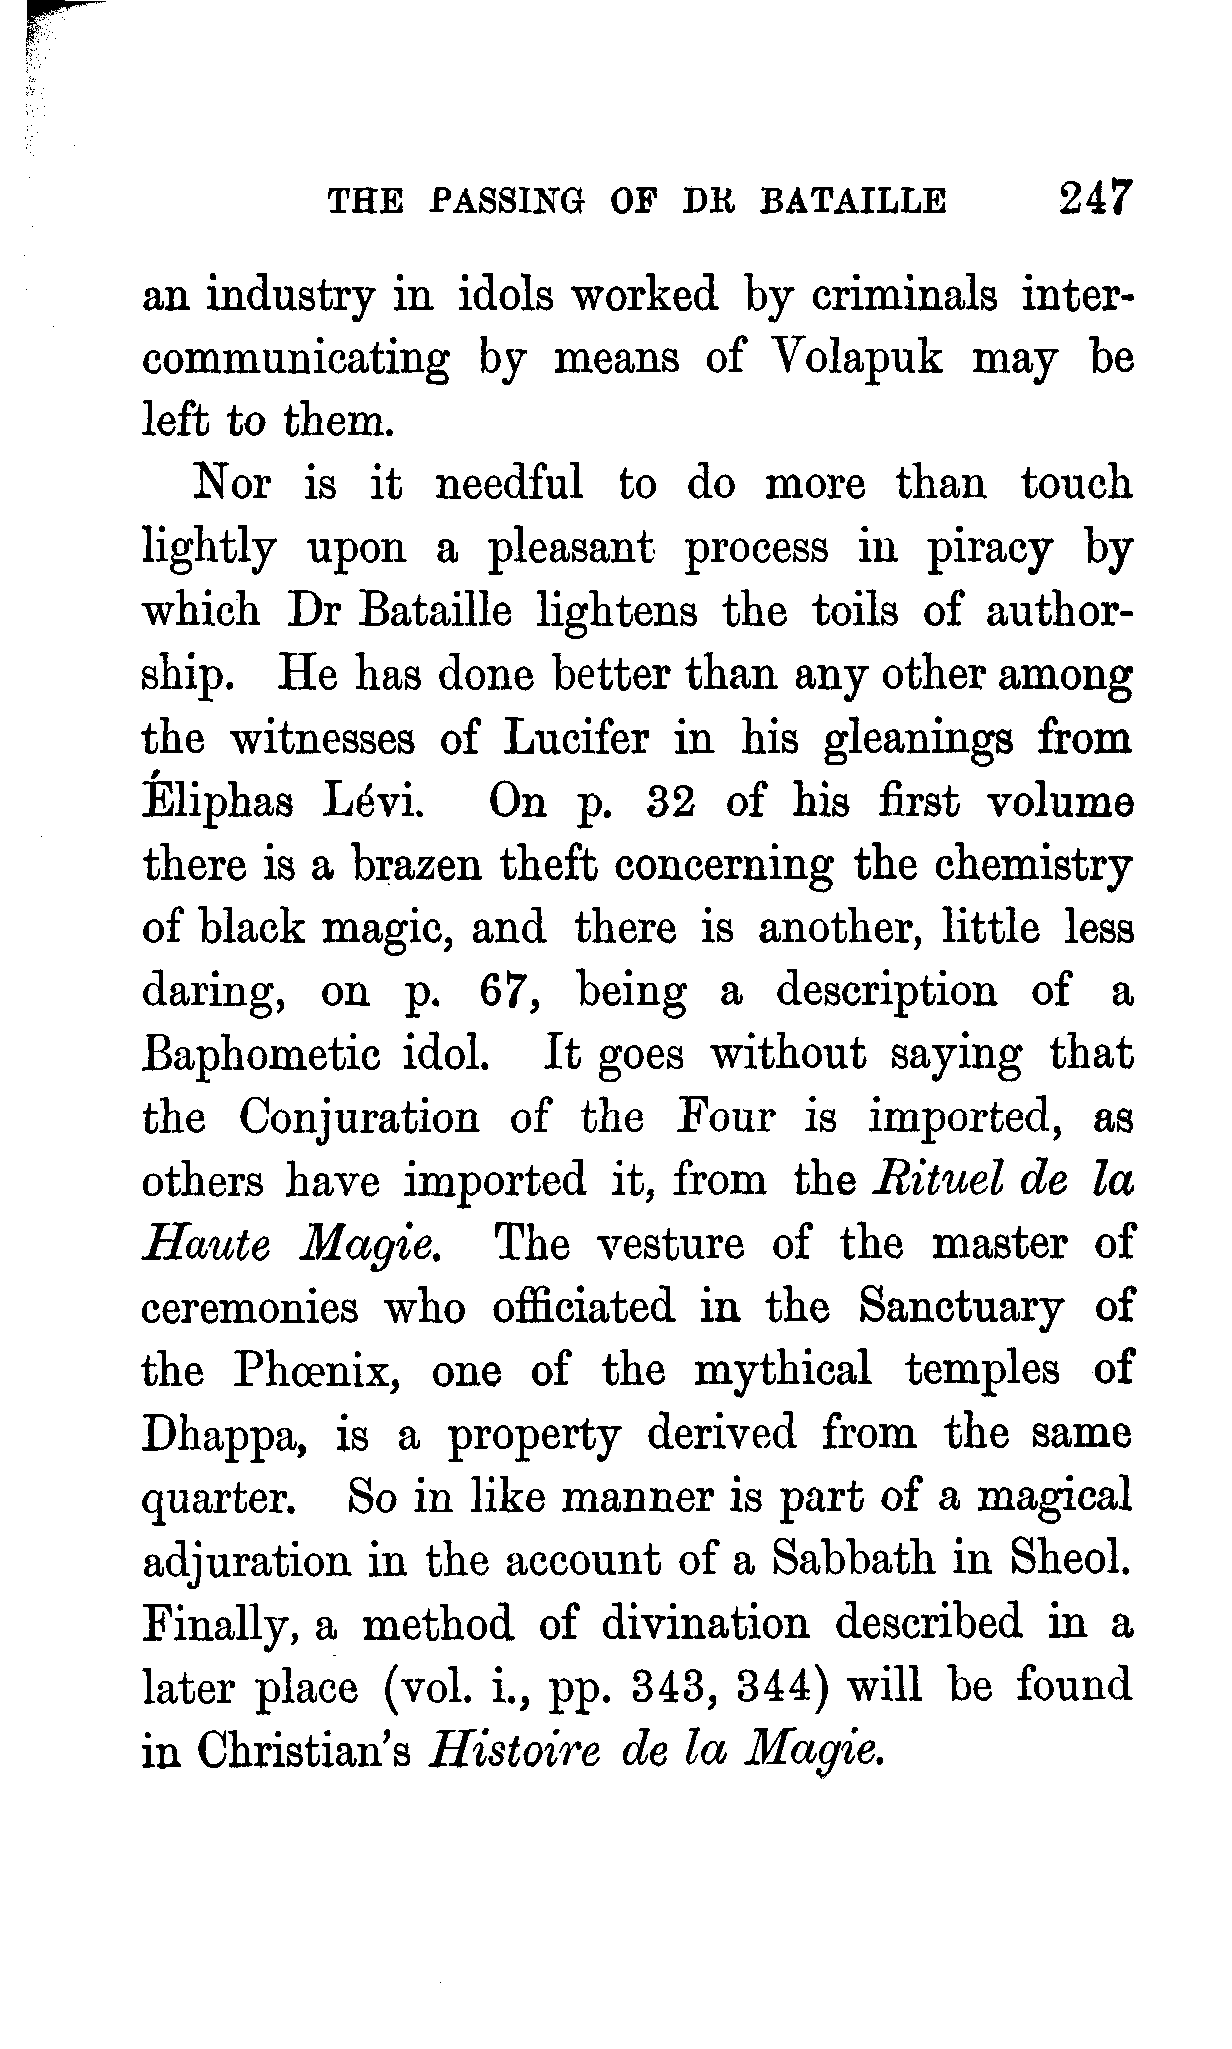 THE PASSING OF DR BATAILLE 247
an industry in idols worked by criminals inter-
communicating by means of Volapuk may be
left to them.
Nor is it needful to do more than touch
lightly upon a pleasant process in piracy by
which Dr Bataille lightens the toils of author-
ship. He has done better than any other among
the witnesses of Lucifer in his gleanings from
Éliphas Lévi. On p. 32 of his first volume
there is a brazen theft concerning the chemistry
of black magic, and there is another, little less
daring, on p. 67, being a description of a
Baphometic idol. It goes without saying that
the Conjuration of the Four is imported, as
others have imported it, from the Rituel de la
Haute Magie. The vesture of the master of
ceremonies who officiated in the Sanctuary of
the Phœnix, one of the mythical temples of
Dhappa, is a property derived from the same
quarter. So in like manner is part of a magical
adjuration in the account of a Sabbath in Sheol.
Finally, a method of divination described in a
later place (vol. i., pp. 343, 344) will be found
in Christian's Histoire de la Magie.